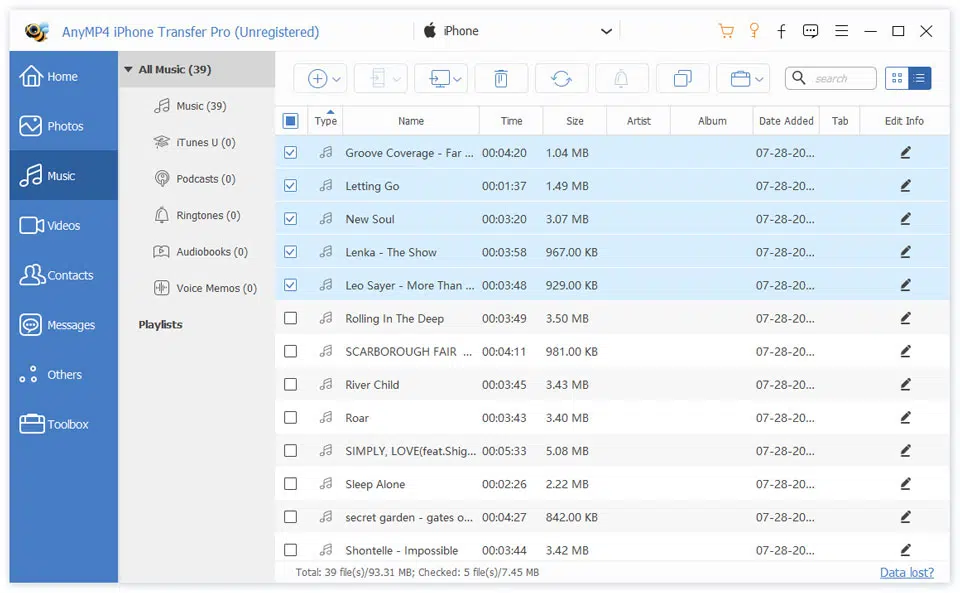 AnyMP4 iPhone Transfer Pro (Unregistered)
iPhone
Home
Photos
Music
Videos
Contacts
Messages
Others
Toolbox
All Music (39)
Music (39)
iTunes U (0)
Podcasts (0)
Ringtones (0)
Audiobooks (0)
Voice Memos (0)
Playlists
search
Type Name Time Size Artist Album Date Added Tab Edit Info
Groove Coverage - Far ... 00:04:20 1.04 MB 07-28-20...
Letting Go 00:01:37 1.49 MB 07-28-20...
New Soul 00:03:20 3.07 MB 07-28-20...
Lenka - The Show 00:03:58 967.00 KB 07-28-20...
Leo Sayer - More Than ... 00:03:48 929.00 KB 07-28-20...
Rolling In The Deep 00:03:49 3.50 MB 07-28-20...
SCARBOROUGH FAIR ... 00:04:11 981.00 KB 07-28-20...
River Child 00:03:45 3.43 MB 07-28-20...
Roar 00:03:43 3.40 MB 07-28-20...
SIMPLY, LOVE(feat.Shig... 00:05:33 5.08 MB 07-28-20...
Sleep Alone 00:02:26 2.22 MB 07-28-20...
secret garden - gates o... 00:04:27 842.00 KB 07-28-20...
Shontelle - Impossible 00:03:44 3.42 MB 07-28-20...
Total: 39 file(s)/93.31 MB; Checked: 5 file(s)/7.45 MB
Data lost?